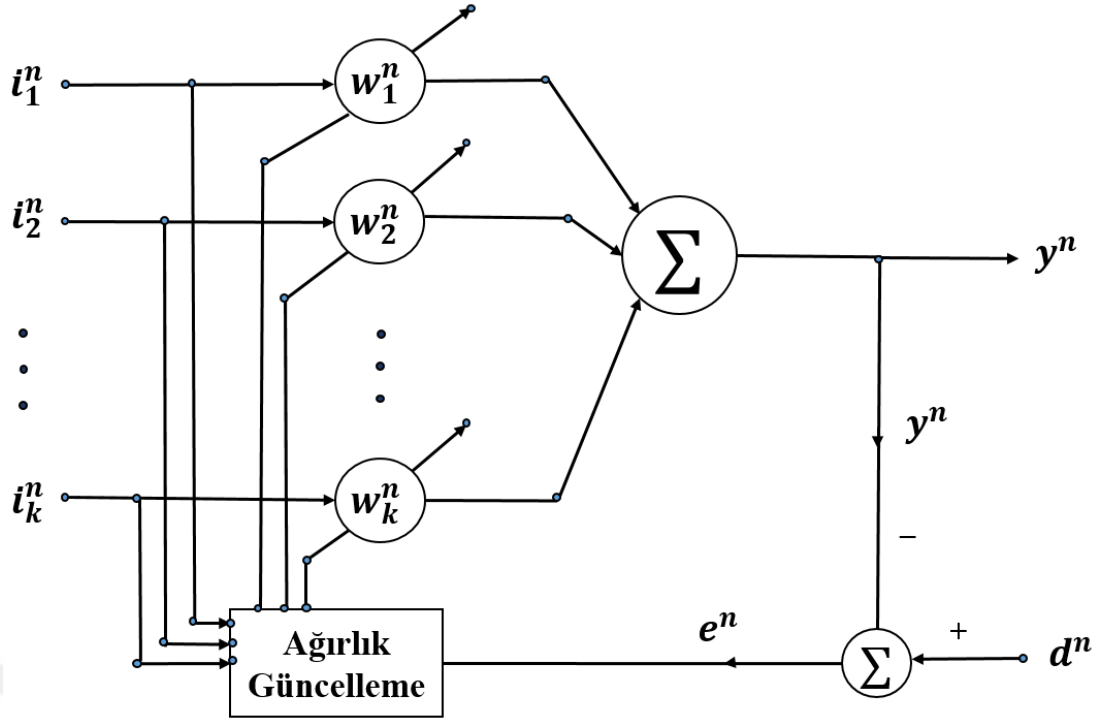 i₁ⁿ
w₁ⁿ
i₂ⁿ
w₂ⁿ
Σ
yⁿ
yⁿ
iₖⁿ
wₖⁿ
−
eⁿ
+
Σ
dⁿ
Ağırlık
Güncelleme